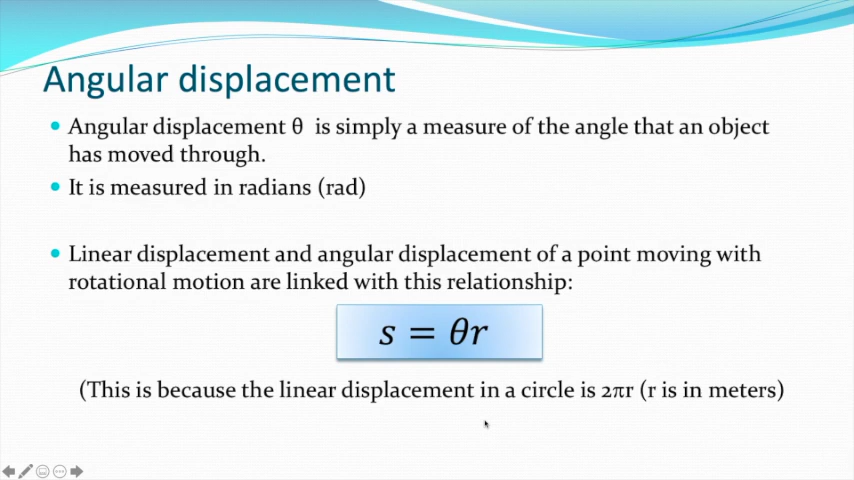 Angular displacement
Angular displacement θ is simply a measure of the angle that an object
has moved through.
It is measured in radians (rad)
Linear displacement and angular displacement of a point moving with
rotational motion are linked with this relationship:
s = θr
(This is because the linear displacement in a circle is 2πr (r is in meters)